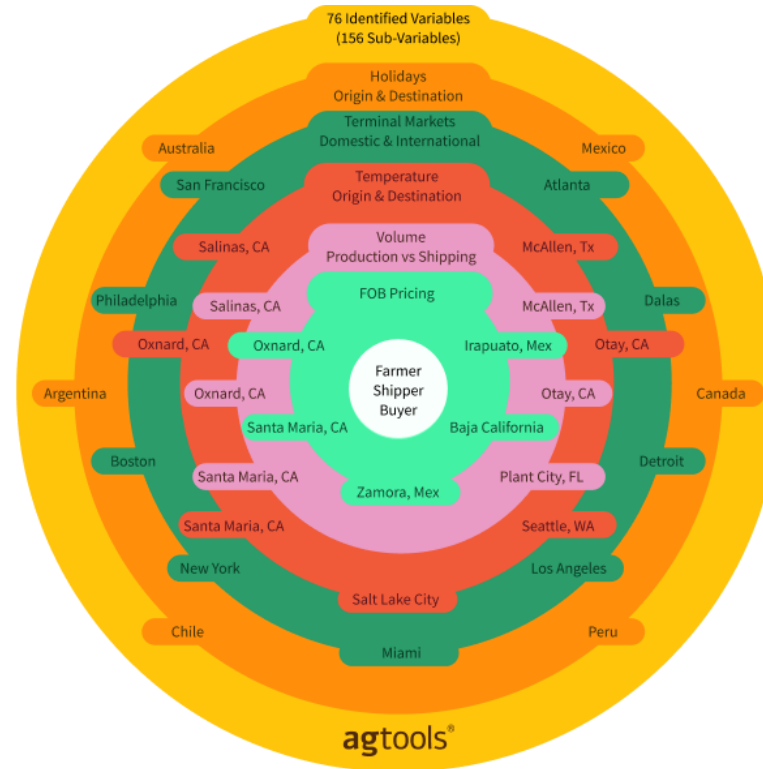 76 Identified Variables
(156 Sub-Variables)
Holidays
Origin & Destination
Terminal Markets
Domestic & International
Australia
Mexico
Temperature
Origin & Destination
San Francisco
Atlanta
Volume
Production vs Shipping
Salinas, CA
McAllen, Tx
FOB Pricing
Philadelphia
Salinas, CA
McAllen, Tx
Dalas
Oxnard, CA
Oxnard, CA
Irapuato, Mex
Otay, CA
Farmer
Shipper
Buyer
Argentina
Oxnard, CA
Otay, CA
Canada
Santa Maria, CA
Baja California
Boston
Detroit
Santa Maria, CA
Plant City, FL
Zamora, Mex
Santa Maria, CA
Seattle, WA
New York
Los Angeles
Salt Lake City
Chile
Peru
Miami
agtools®